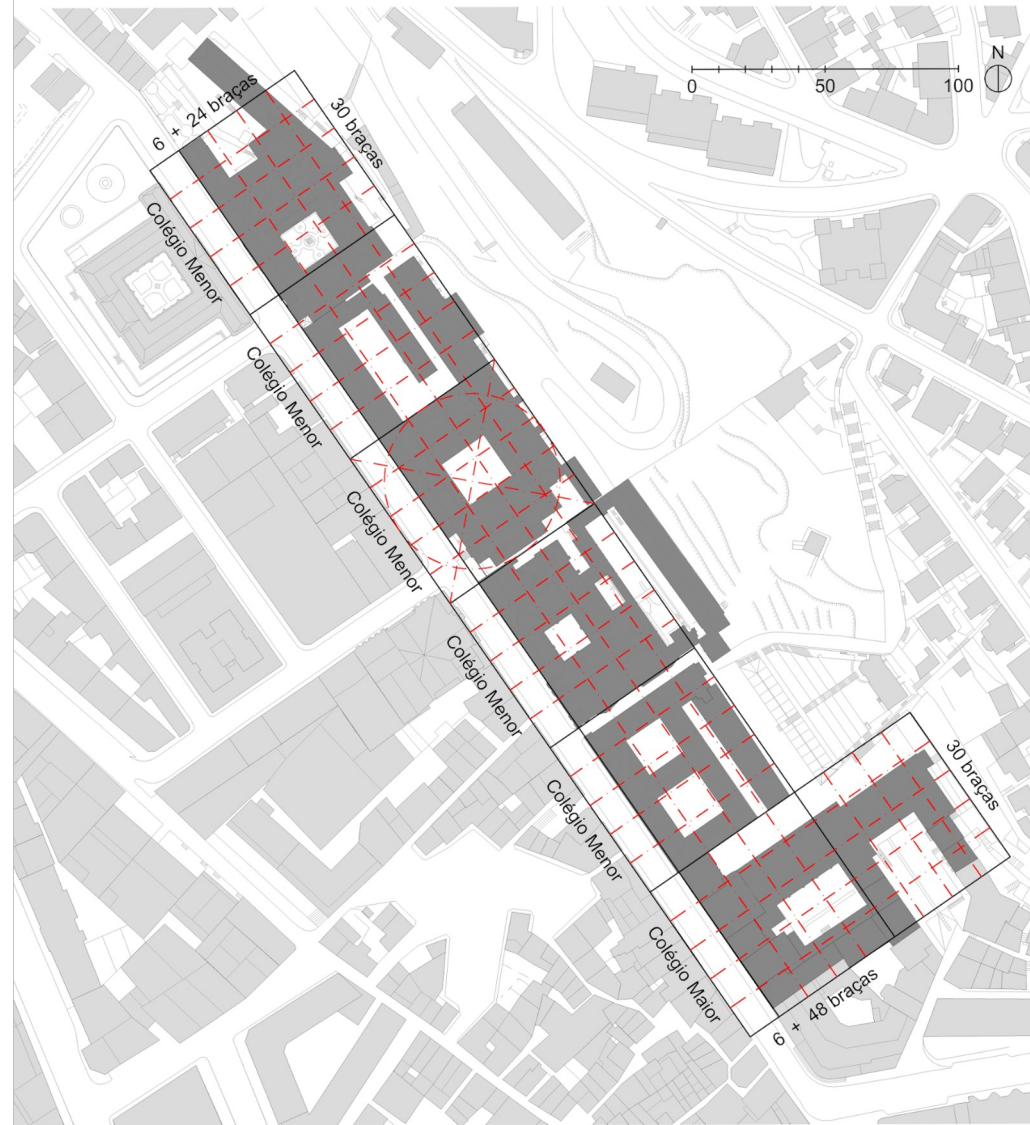 N
0 50 100
6 + 24 braças
30 braças
Colégio Menor
Colégio Menor
Colégio Menor
Colégio Menor
Colégio Menor
30 braças
Colégio Maior
6 + 48 braças